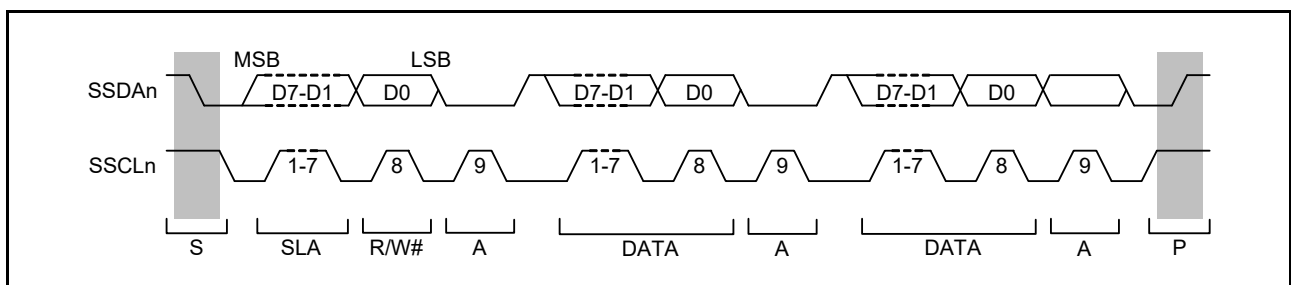 MSB LSB
SSDAn D7-D1 D0 D7-D1 D0 D7-D1 D0
SSCLn 1-7 8 9 1-7 8 9 1-7 8 9
S SLA R/W# A DATA A DATA A P